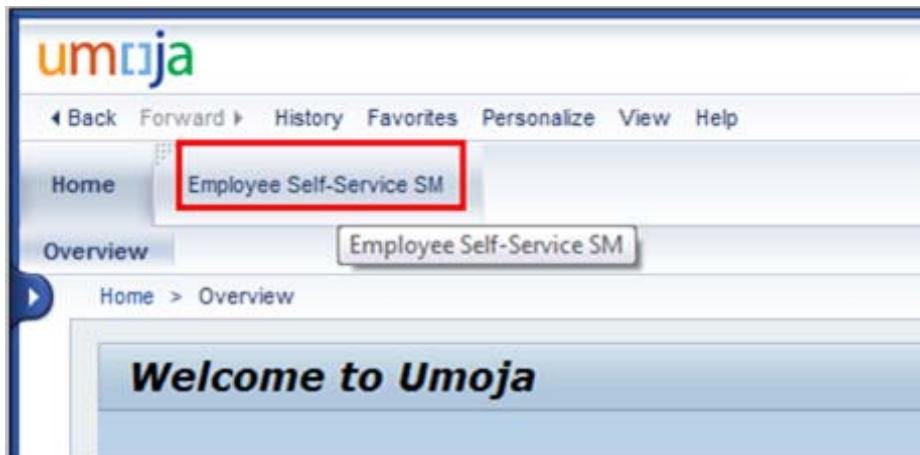 umoja
Back Forward History Favorites Personalize View Help
Home Employee Self-Service SM
Employee Self-Service SM
Overview
Home > Overview
Welcome to Umoja